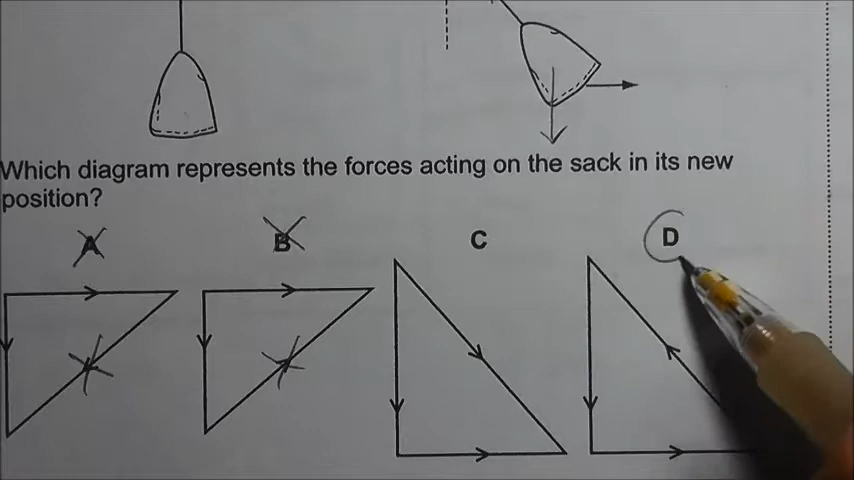 Which diagram represents the forces acting on the sack in its new
position?
A B C D